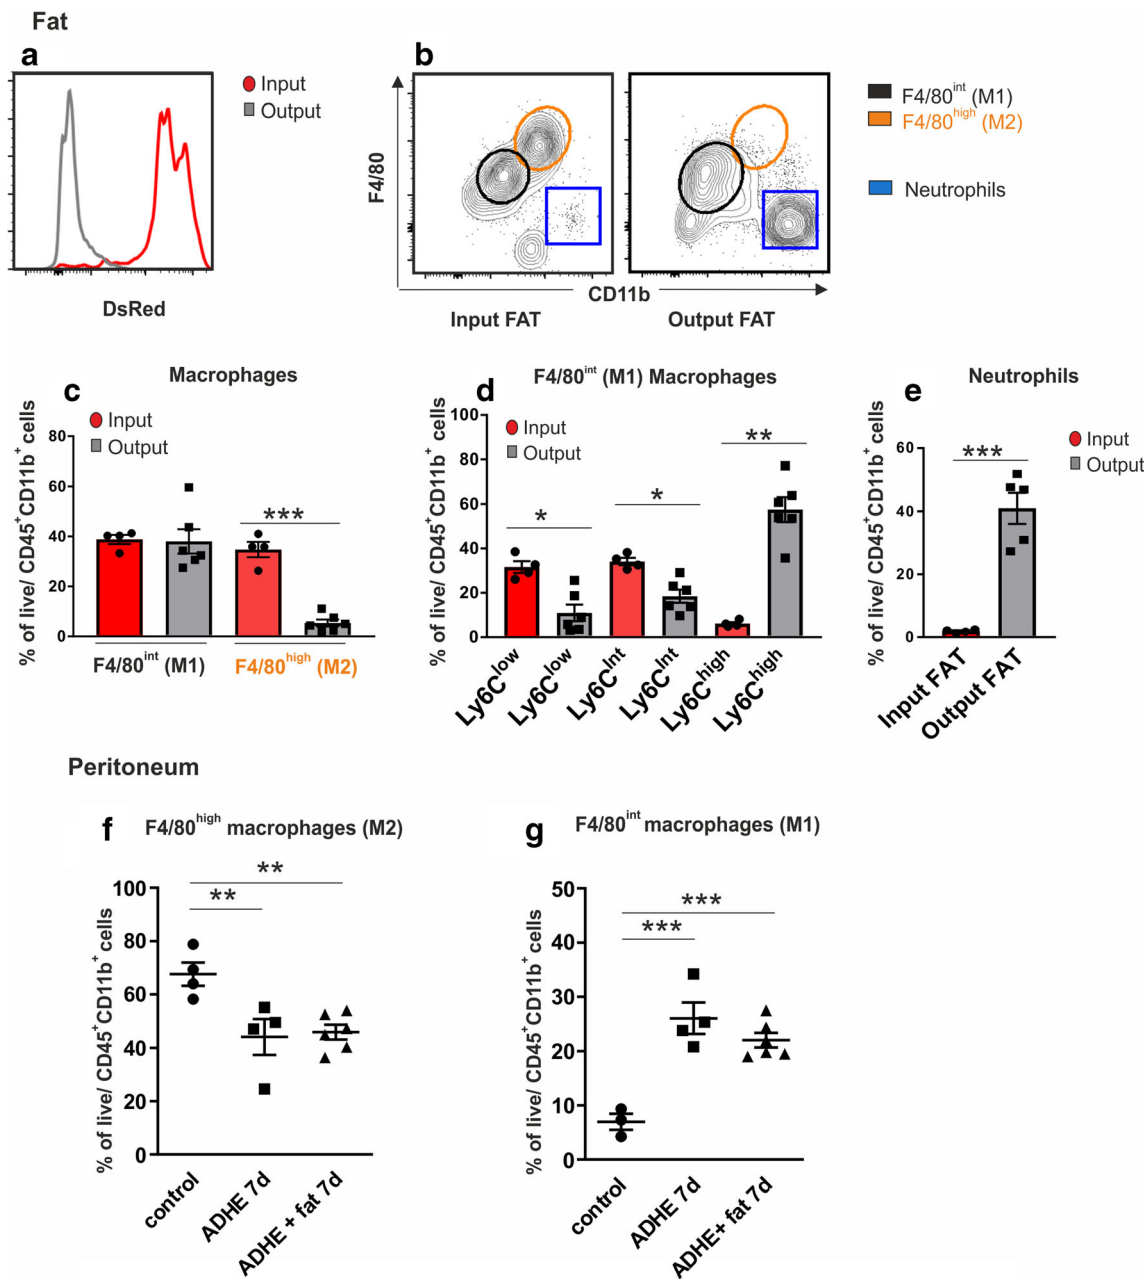 Fat
a
Input
Output
DsRed
b
F4/80
CD11b
Input FAT
Output FAT
F4/80int (M1)
F4/80high (M2)
Neutrophils
c
Macrophages
Input
Output
% of live/ CD45+CD11b+ cells
80
60
40
20
0
***
F4/80int (M1)
F4/80high (M2)
d
F4/80int (M1) Macrophages
Input
Output
% of live/ CD45+CD11b+ cells
100
80
60
40
20
0
*
*
**
Ly6Clow
Ly6Clow
Ly6CInt
Ly6CInt
Ly6Chigh
Ly6Chigh
e
Neutrophils
Input
Output
% of live/ CD45+CD11b+ cells
60
40
20
0
***
Input FAT
Output FAT
Peritoneum
f
F4/80high macrophages (M2)
% of live/ CD45+CD11b+ cells
100
80
60
40
20
0
**
**
control
ADHE 7d
ADHE + fat 7d
g
F4/80int macrophages (M1)
% of live/ CD45+CD11b+ cells
50
40
30
20
10
0
***
***
control
ADHE 7d
ADHE+ fat 7d